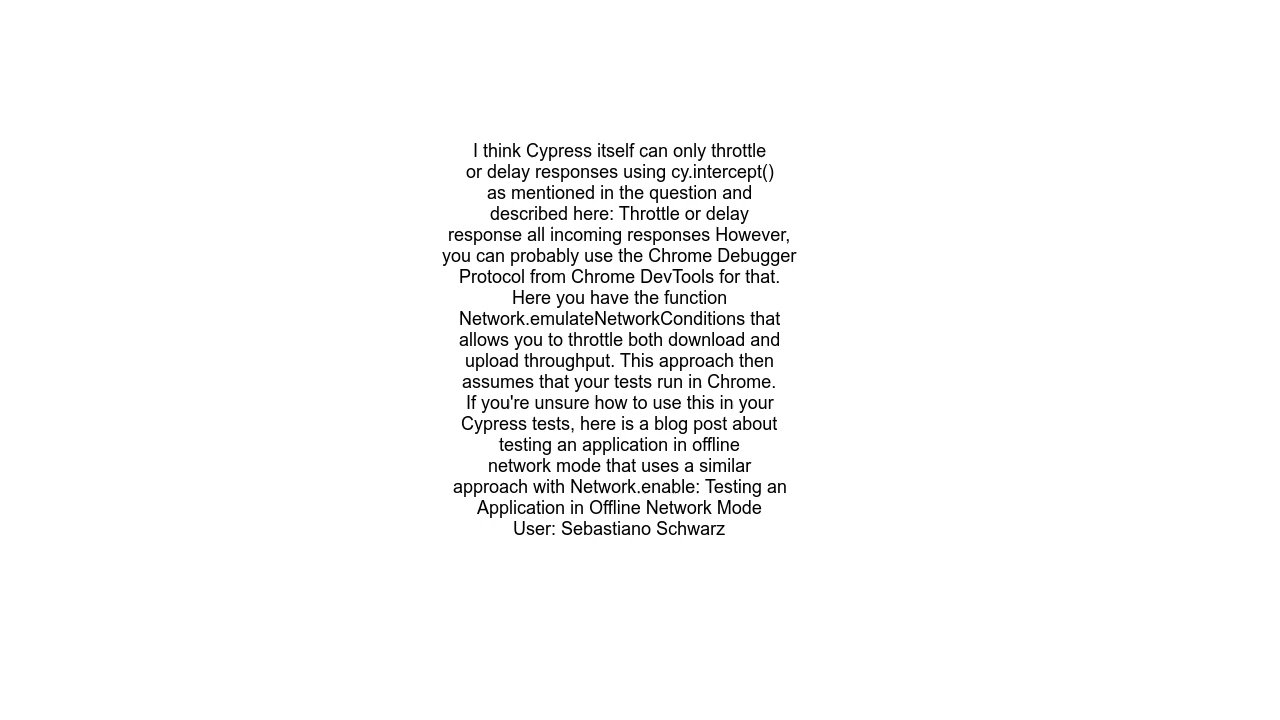 I think Cypress itself can only throttle
or delay responses using cy.intercept()
as mentioned in the question and
described here: Throttle or delay
response all incoming responses However,
you can probably use the Chrome Debugger
Protocol from Chrome DevTools for that.
Here you have the function
Network.emulateNetworkConditions that
allows you to throttle both download and
upload throughput. This approach then
assumes that your tests run in Chrome.
If you're unsure how to use this in your
Cypress tests, here is a blog post about
testing an application in offline
network mode that uses a similar
approach with Network.enable: Testing an
Application in Offline Network Mode
User: Sebastiano Schwarz